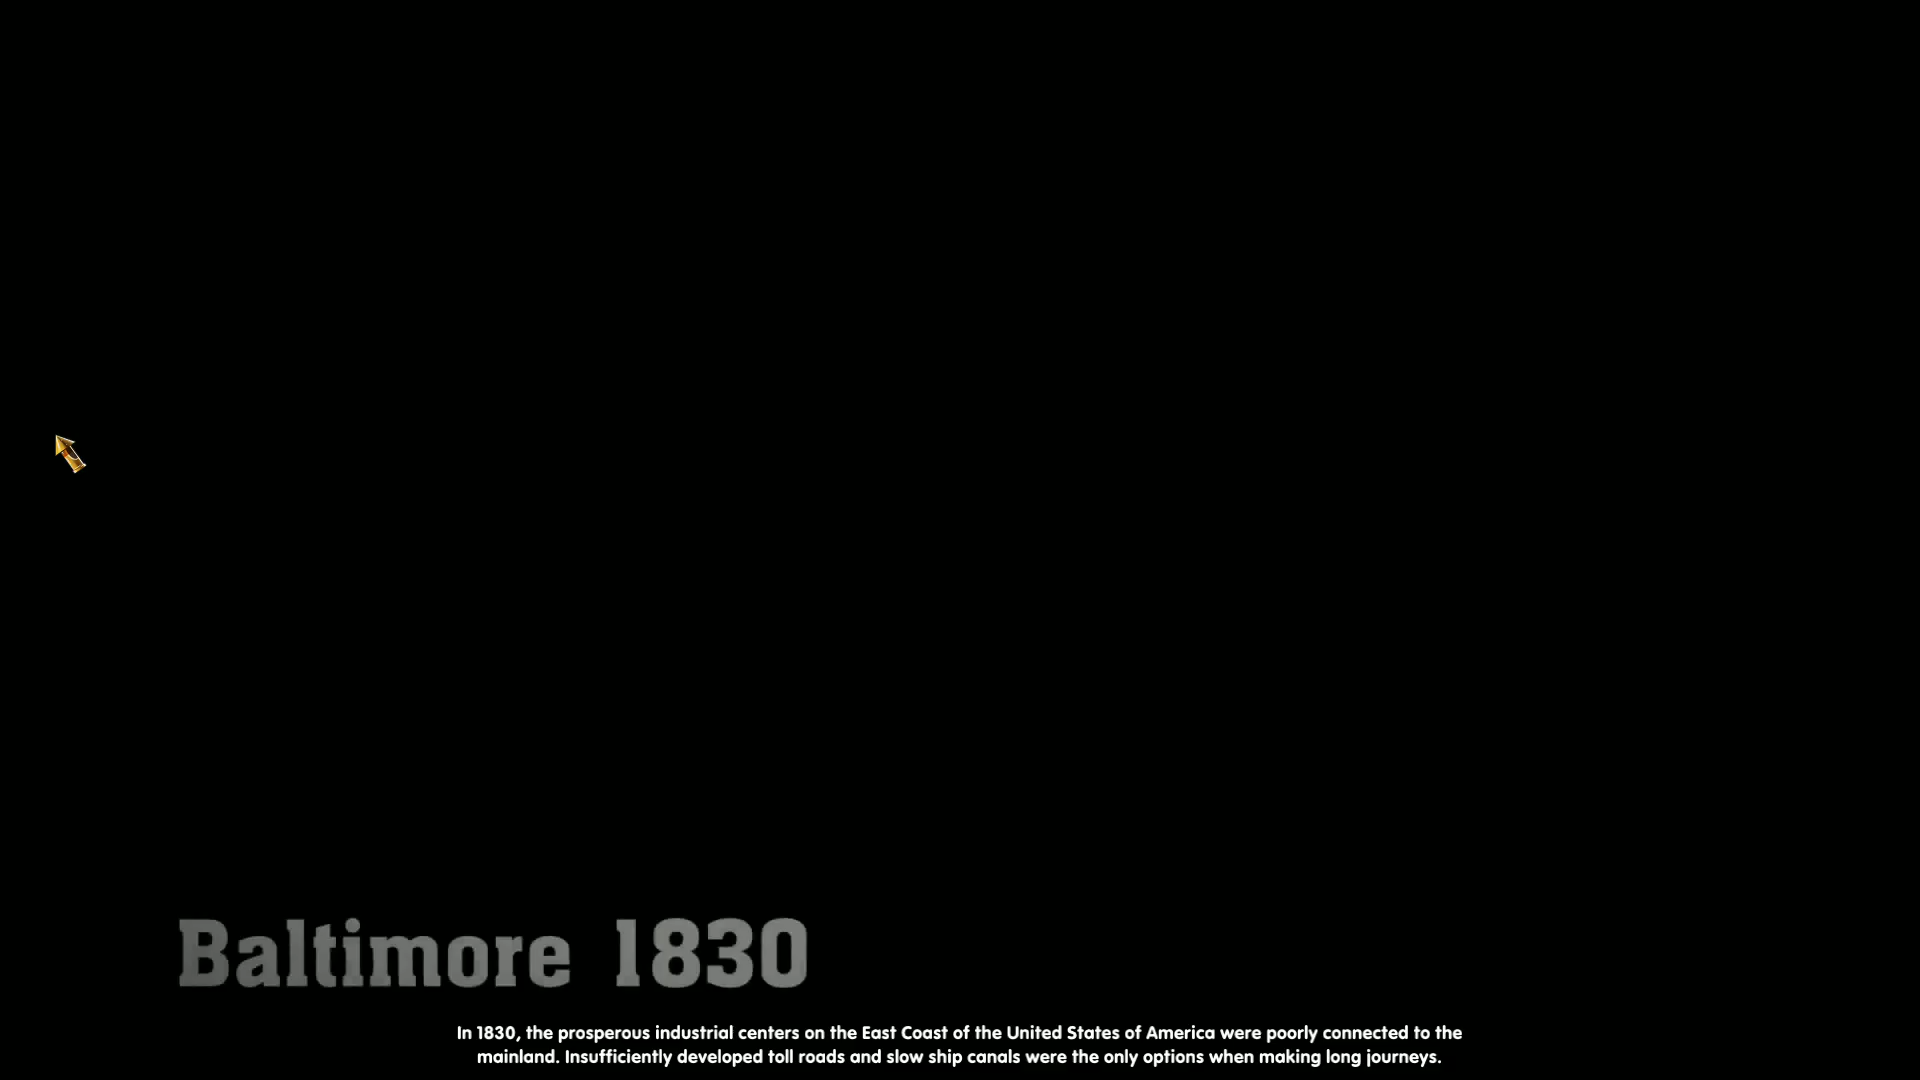 Baltimore 1830
In 1830, the prosperous industrial centers on the East Coast of the United States of America were poorly connected to the
mainland. Insufficiently developed toll roads and slow ship canals were the only options when making long journeys.